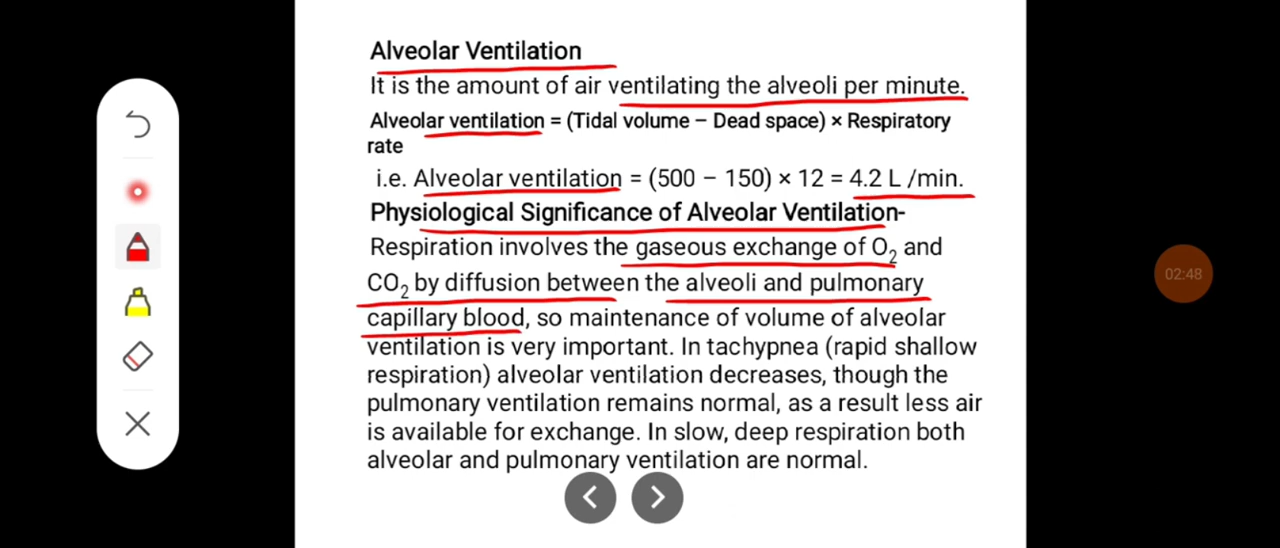 Alveolar Ventilation
It is the amount of air ventilating the alveoli per minute.
Alveolar ventilation = (Tidal volume – Dead space) × Respiratory
rate
i.e. Alveolar ventilation = (500 – 150) × 12 = 4.2 L /min.
Physiological Significance of Alveolar Ventilation-
Respiration involves the gaseous exchange of O₂ and
CO₂ by diffusion between the alveoli and pulmonary
capillary blood, so maintenance of volume of alveolar
ventilation is very important. In tachypnea (rapid shallow
respiration) alveolar ventilation decreases, though the
pulmonary ventilation remains normal, as a result less air
is available for exchange. In slow, deep respiration both
alveolar and pulmonary ventilation are normal.
02:48